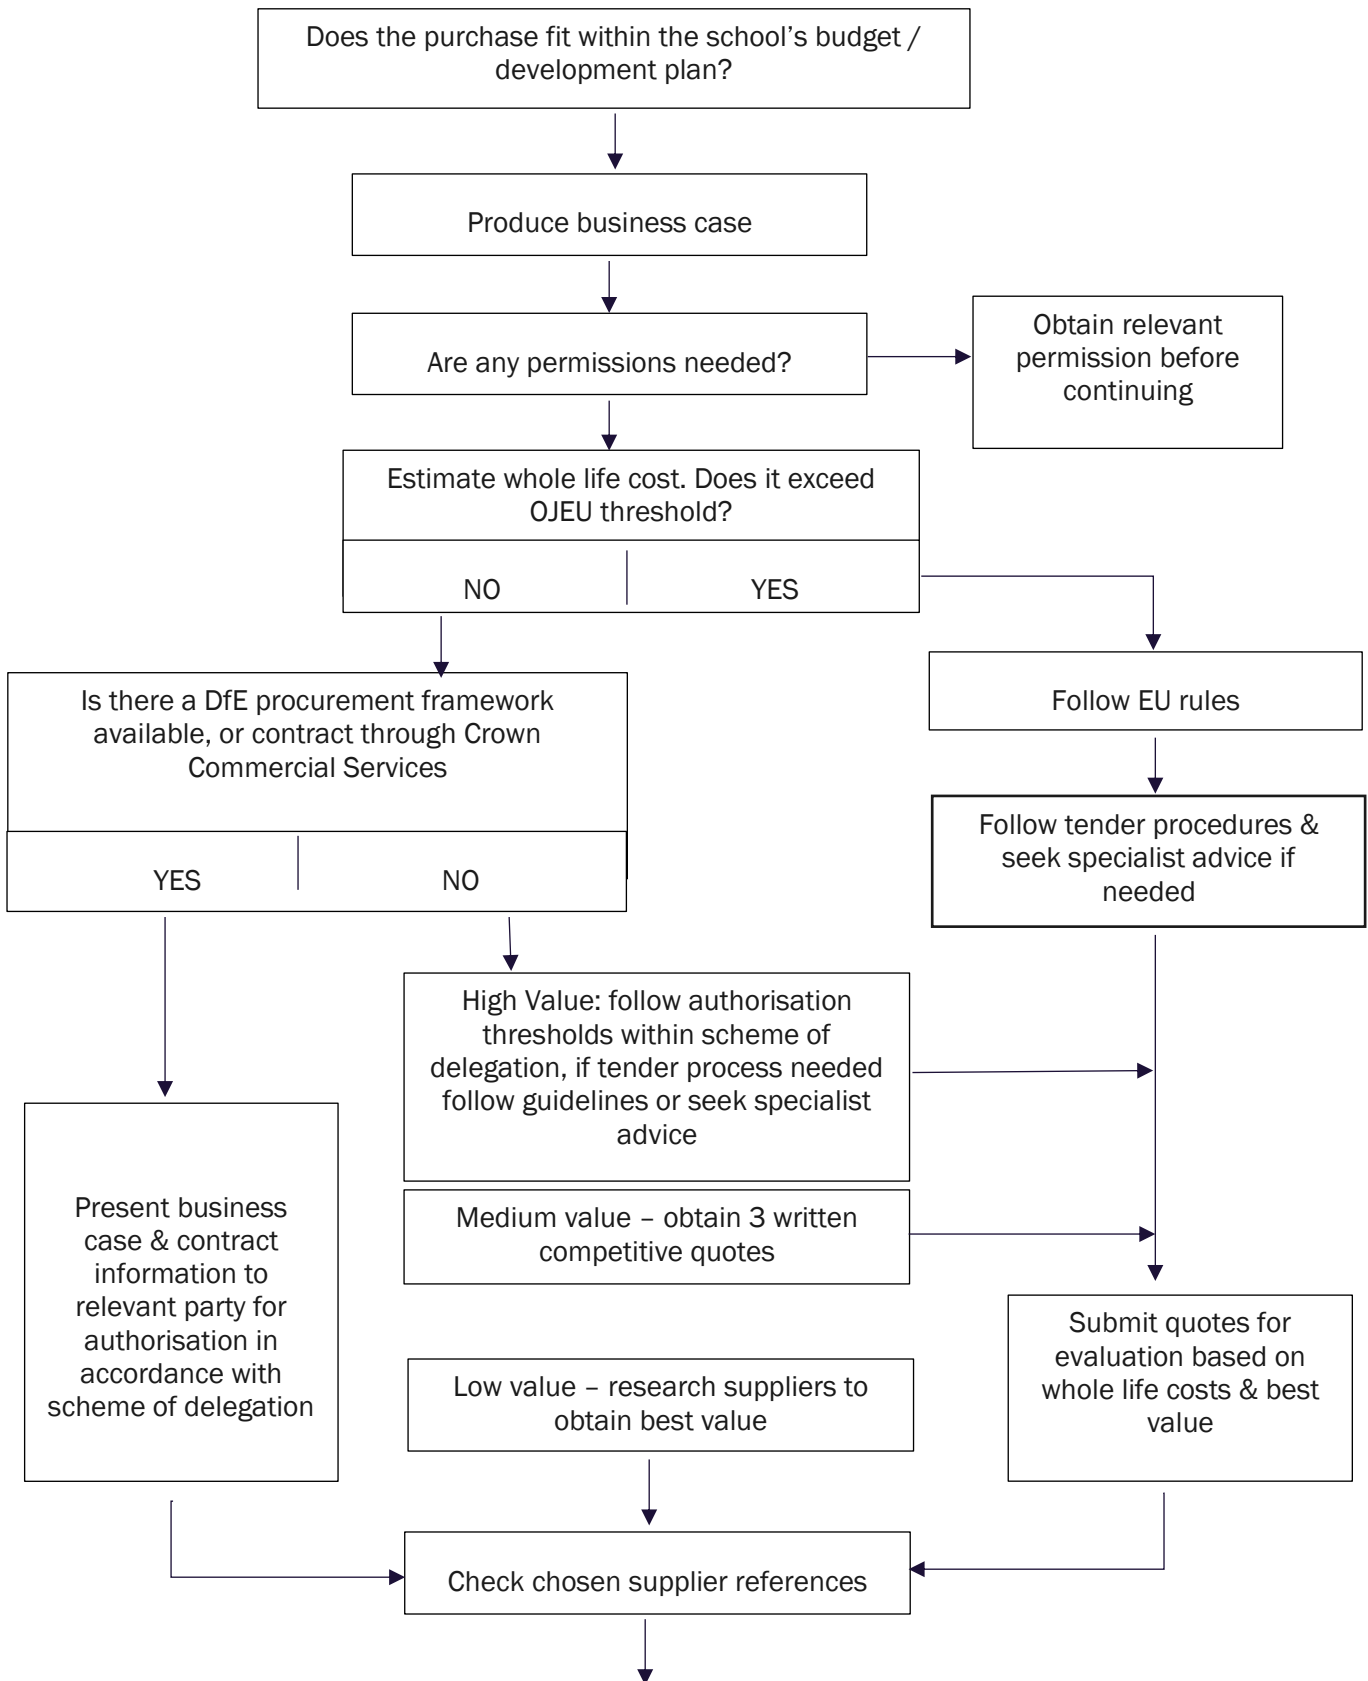 Does the purchase fit within the school’s budget /
development plan?
Produce business case
Are any permissions needed?
Obtain relevant
permission before
continuing
Estimate whole life cost. Does it exceed
OJEU threshold?
NO
YES
Is there a DfE procurement framework
available, or contract through Crown
Commercial Services
YES
NO
Follow EU rules
Follow tender procedures &
seek specialist advice if
needed
High Value: follow authorisation
thresholds within scheme of
delegation, if tender process needed
follow guidelines or seek specialist
advice
Medium value – obtain 3 written
competitive quotes
Present business
case & contract
information to
relevant party for
authorisation in
accordance with
scheme of delegation
Submit quotes for
evaluation based on
whole life costs & best
value
Low value – research suppliers to
obtain best value
Check chosen supplier references